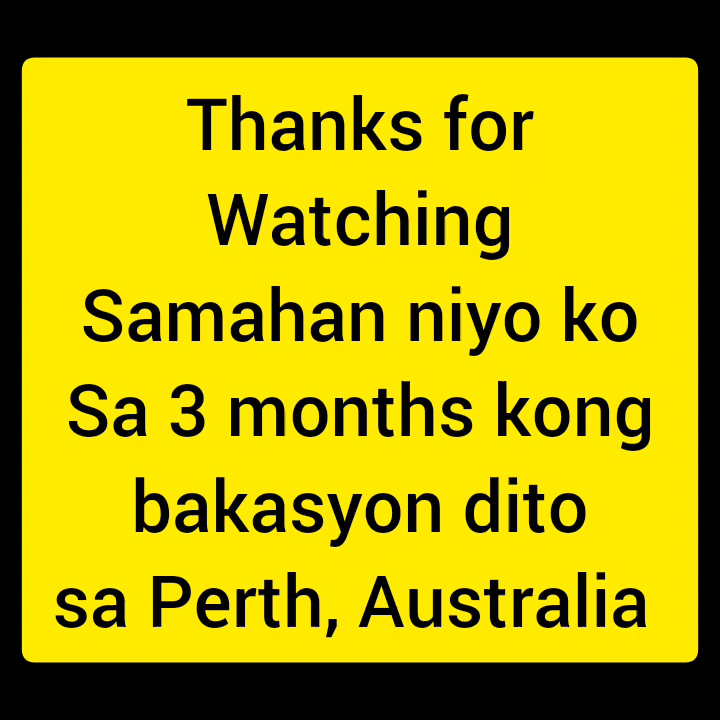 Thanks for
Watching
Samahan niyo ko
Sa 3 months kong
bakasyon dito
sa Perth, Australia